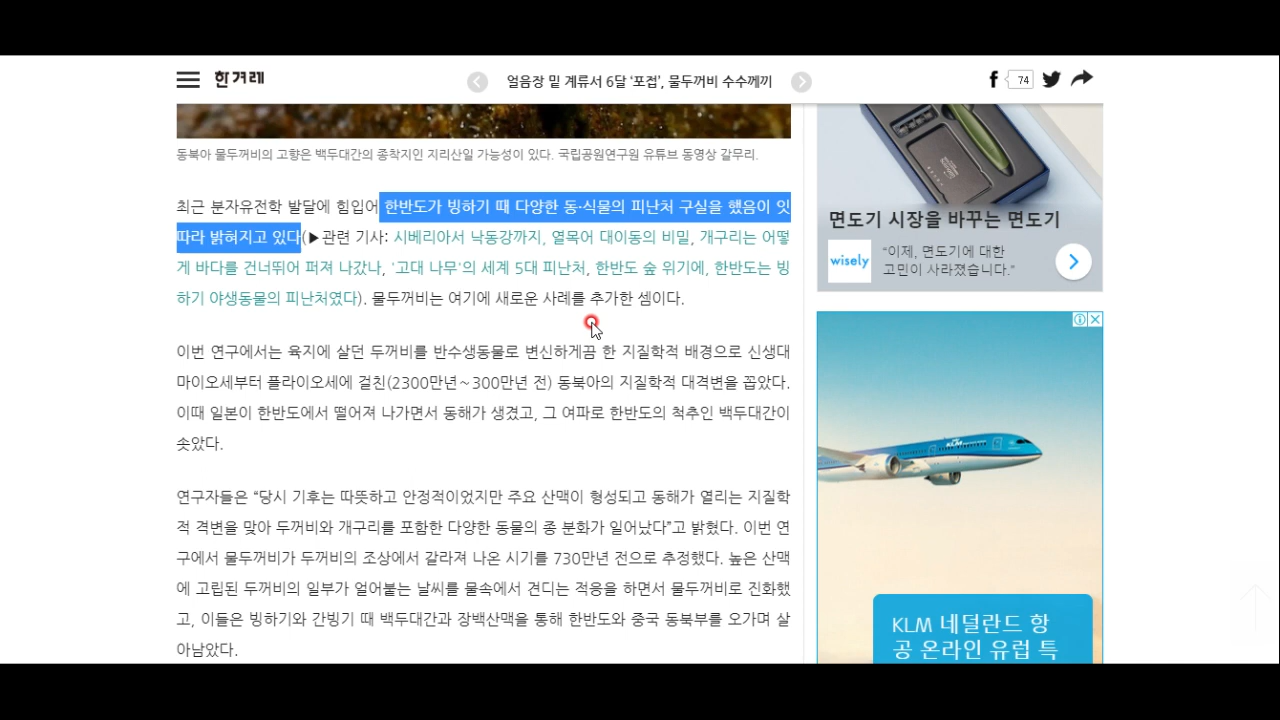 한겨레
얼음장 밑 계류서 6달 ‘포접’, 물두꺼비 수수께끼
74
동북아 물두꺼비의 고향은 백두대간의 종착지인 지리산일 가능성이 있다. 국립공원연구원 유튜브 동영상 갈무리.
최근 분자유전학 발달에 힘입어 한반도가 빙하기 때 다양한 동·식물의 피난처 구실을 했음이 잇
따라 밝혀지고 있다(▶관련 기사: 시베리아서 낙동강까지, 열목어 대이동의 비밀, 개구리는 어떻
게 바다를 건너뛰어 퍼져 나갔나, ‘고대 나무’의 세계 5대 피난처, 한반도 숲 위기에, 한반도는 빙
하기 야생동물의 피난처였다). 물두꺼비는 여기에 새로운 사례를 추가한 셈이다.
이번 연구에서는 육지에 살던 두꺼비를 반수생동물로 변신하게끔 한 지질학적 배경으로 신생대
마이오세부터 플라이오세에 걸친(2300만년∼300만년 전) 동북아의 지질학적 대격변을 꼽았다.
이때 일본이 한반도에서 떨어져 나가면서 동해가 생겼고, 그 여파로 한반도의 척추인 백두대간이
솟았다.
연구자들은 “당시 기후는 따뜻하고 안정적이었지만 주요 산맥이 형성되고 동해가 열리는 지질학
적 격변을 맞아 두꺼비와 개구리를 포함한 다양한 동물의 종 분화가 일어났다”고 밝혔다. 이번 연
구에서 물두꺼비가 두꺼비의 조상에서 갈라져 나온 시기를 730만년 전으로 추정했다. 높은 산맥
에 고립된 두꺼비의 일부가 얼어붙는 날씨를 물속에서 견디는 적응을 하면서 물두꺼비로 진화했
고, 이들은 빙하기와 간빙기 때 백두대간과 장백산맥을 통해 한반도와 중국 동북부를 오가며 살
아남았다.
면도기 시장을 바꾸는 면도기
wisely
“이제, 면도기에 대한
고민이 사라졌습니다.”
KLM
KLM 네덜란드 항
공 온라인 유럽 특